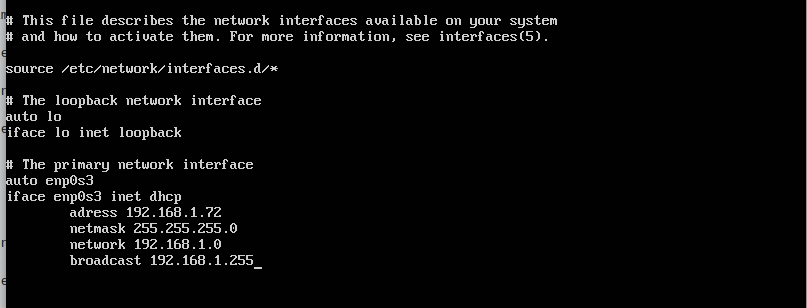 # This file describes the network interfaces available on your system
# and how to activate them. For more information, see interfaces(5).
source /etc/network/interfaces.d/*
# The loopback network interface
auto lo
iface lo inet loopback
# The primary network interface
auto enp0s3
iface enp0s3 inet dhcp
adress 192.168.1.72
netmask 255.255.255.0
network 192.168.1.0
broadcast 192.168.1.255_